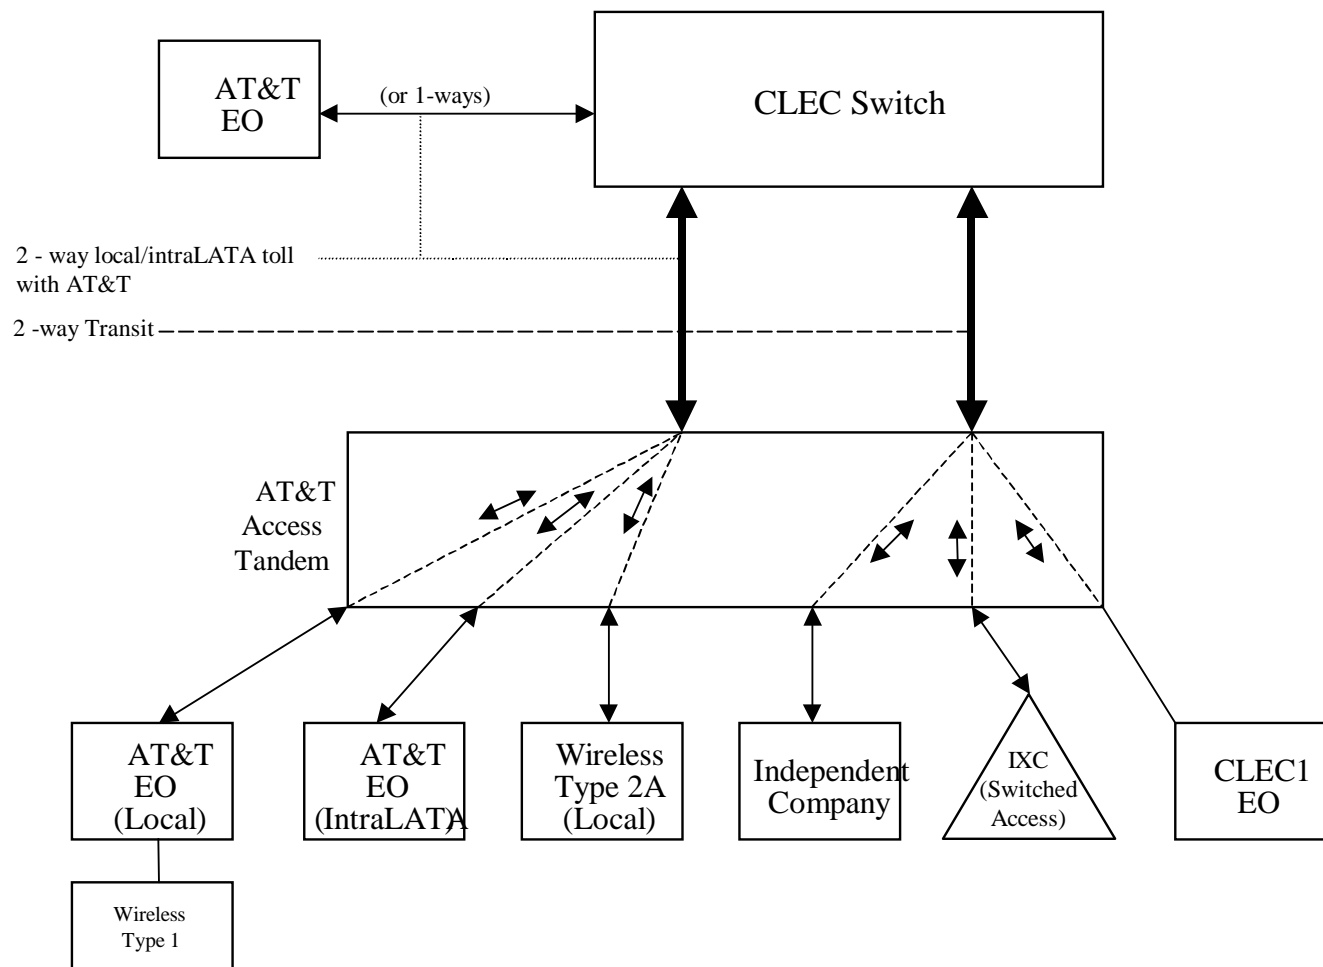 AT&T
EO
(or 1-ways)
CLEC Switch
2 - way local/intraLATA toll
with AT&T
2 -way Transit
AT&T
Access
Tandem
AT&T
EO
(Local)
AT&T
EO
(IntraLATA)
Wireless
Type 2A
(Local)
Independent
Company
IXC
(Switched
Access)
CLEC1
EO
Wireless
Type 1